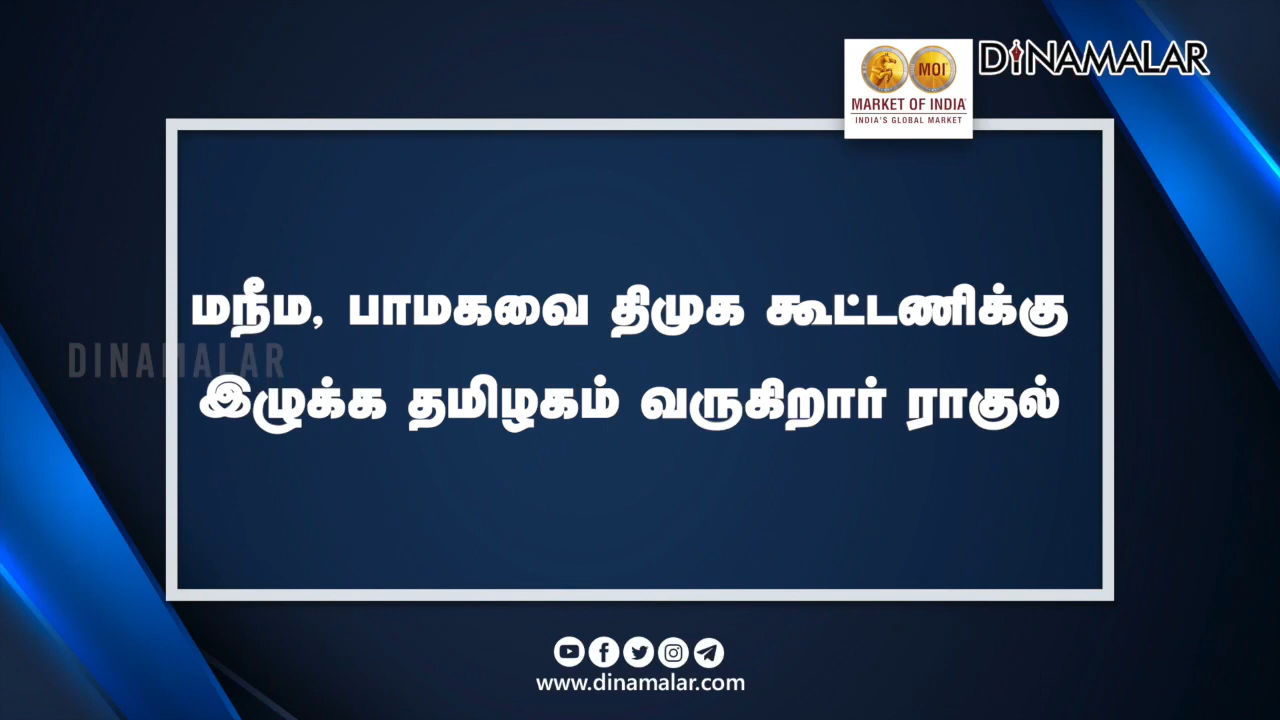 MOI
MARKET OF INDIA
INDIA'S GLOBAL MARKET
DINAMALAR
மநீம, பாமகவை திமுக கூட்டணிக்கு
DINAMALAR
இழுக்க தமிழகம் வருகிறார் ராகுல்
www.dinamalar.com